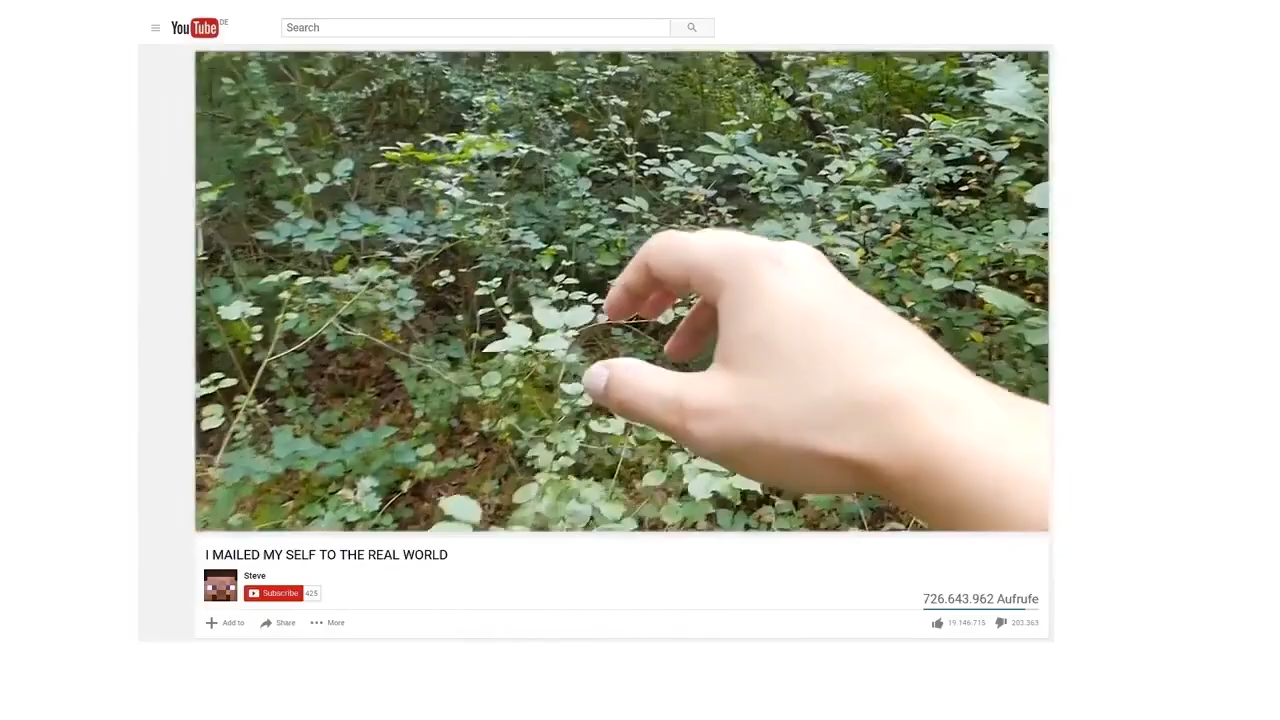 YouTube DE
Search
I MAILED MY SELF TO THE REAL WORLD
Steve
Subscribe 425
726.643.962 Aufrufe
Add to Share More
19.146.715 203.363